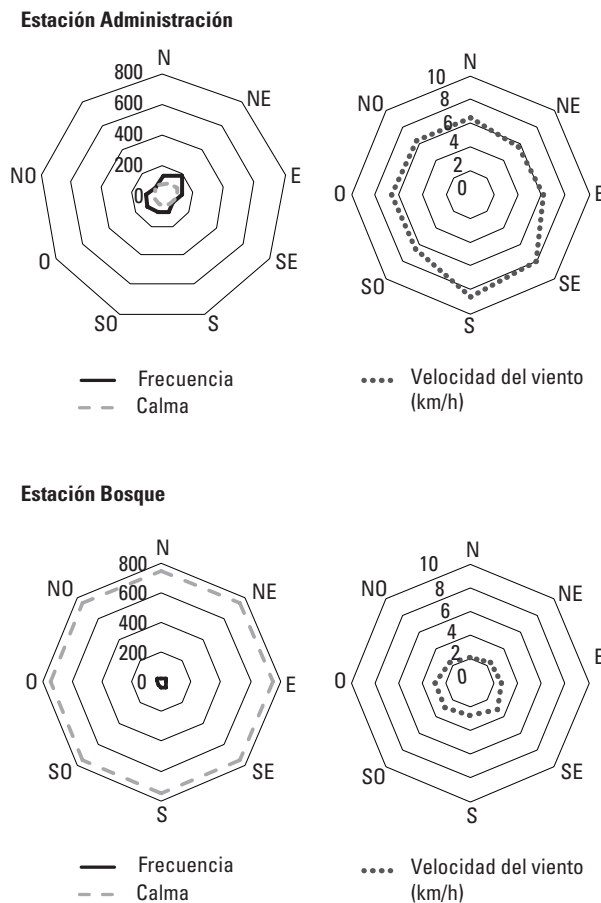 Estación Administración
N
NE
E
SE
S
SO
O
NO
800
600
400
200
0
Frecuencia
Calma
N
NE
E
SE
S
SO
O
NO
10
8
6
4
2
0
Velocidad del viento
(km/h)
Estación Bosque
N
NE
E
SE
S
SO
O
NO
800
600
400
200
0
Frecuencia
Calma
N
NE
E
SE
S
SO
O
NO
10
8
6
4
2
0
Velocidad del viento
(km/h)